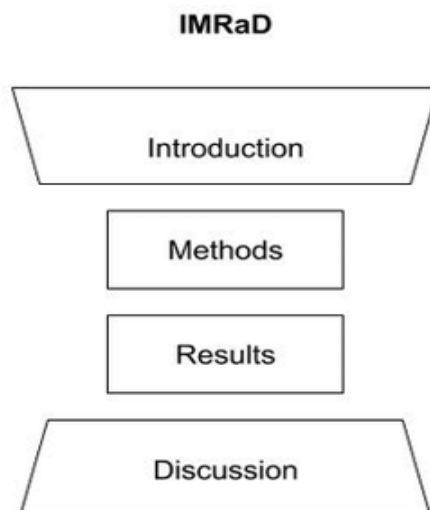 IMRaD
Introduction
Methods
Results
Discussion